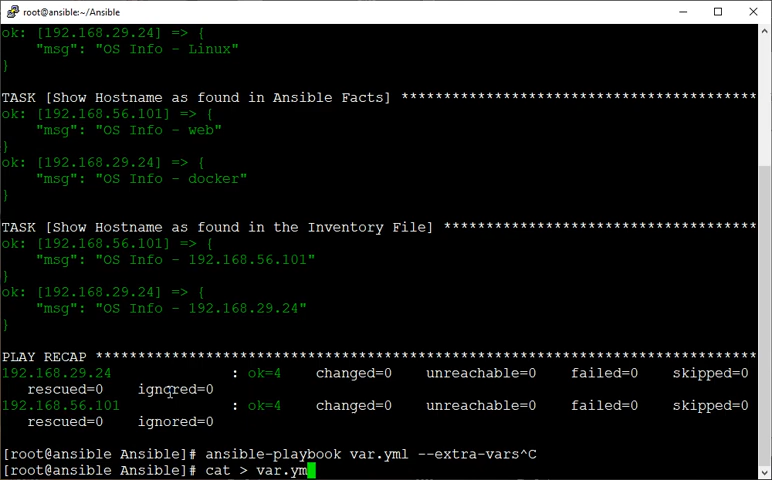 root@ansible:~/Ansible
ok: [192.168.29.24] => {
    "msg": "OS Info - Linux"
}
TASK [Show Hostname as found in Ansible Facts] *******************************************
ok: [192.168.56.101] => {
    "msg": "OS Info - web"
}
ok: [192.168.29.24] => {
    "msg": "OS Info - docker"
}
TASK [Show Hostname as found in the Inventory File] **************************************
ok: [192.168.56.101] => {
    "msg": "OS Info - 192.168.56.101"
}
ok: [192.168.29.24] => {
    "msg": "OS Info - 192.168.29.24"
}
PLAY RECAP *******************************************************************************
192.168.29.24              : ok=4    changed=0    unreachable=0    failed=0    skipped=0
   rescued=0    ignored=0
192.168.56.101             : ok=4    changed=0    unreachable=0    failed=0    skipped=0
   rescued=0    ignored=0
[root@ansible Ansible]# ansible-playbook var.yml --extra-vars^C
[root@ansible Ansible]# cat > var.ym